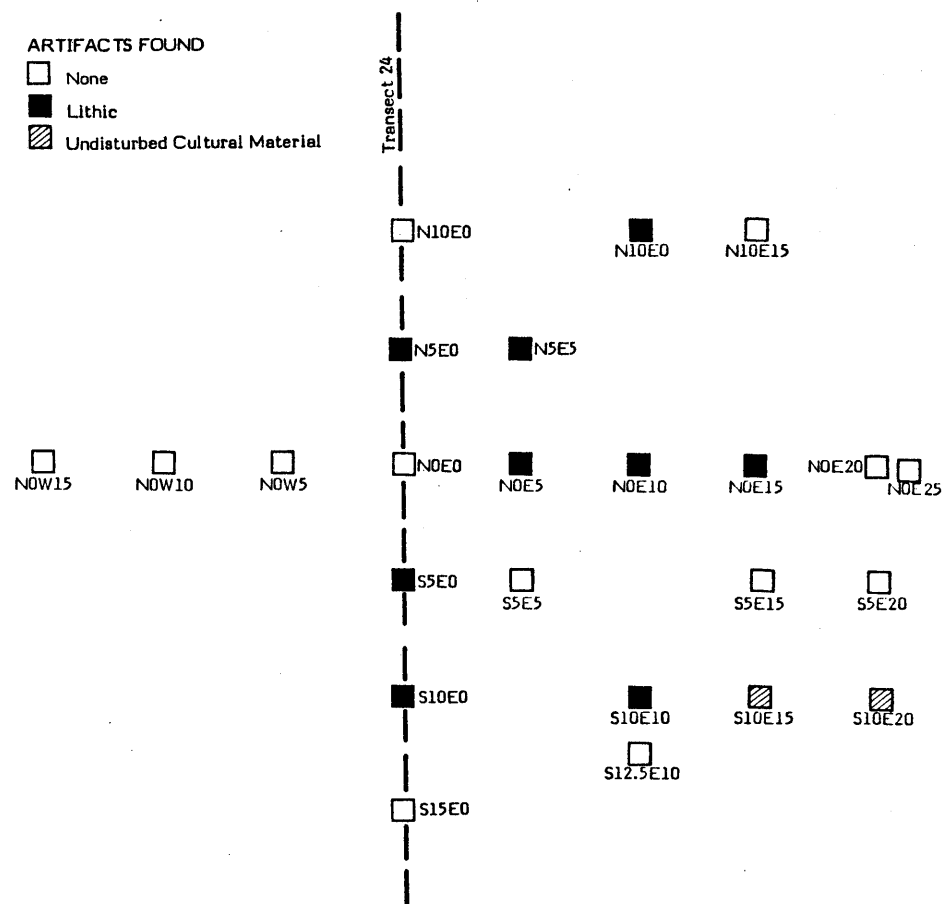 ARTIFACTS FOUND
None
Lithic
Undisturbed Cultural Material
Transect 24
N10E0
N10E0
N10E15
N5E0
N5E5
N0W15
N0W10
N0W5
N0E0
N0E5
N0E10
N0E15
N0E20
N0E25
S5E0
S5E5
S5E15
S5E20
S10E0
S10E10
S10E15
S10E20
S12.5E10
S15E0